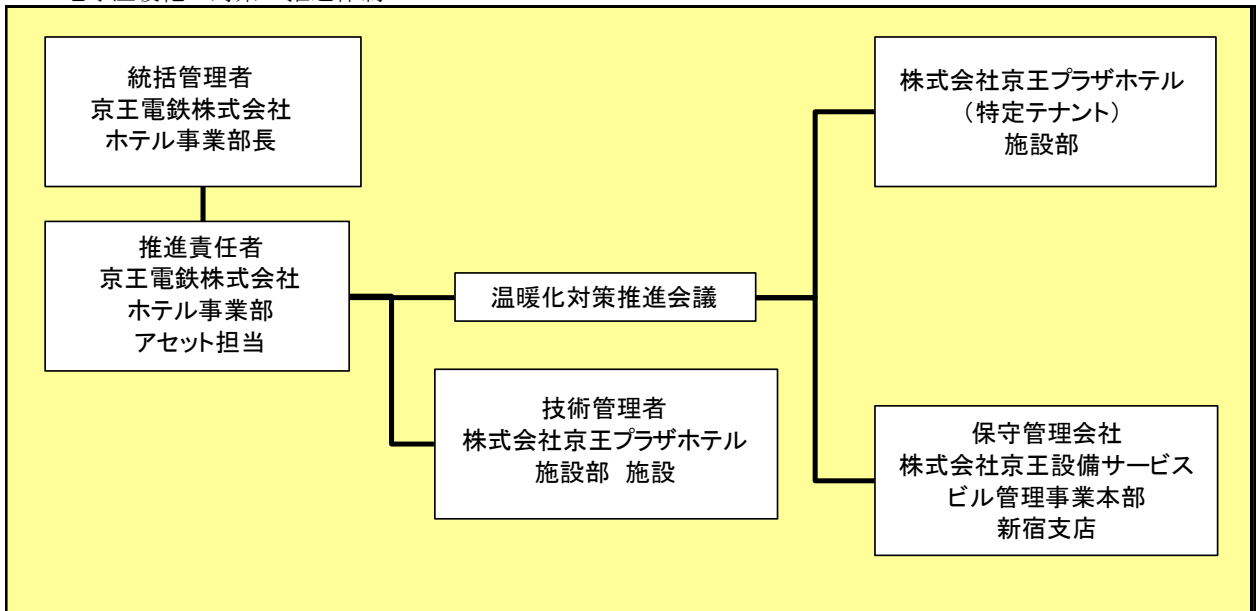 統括管理者
京王電鉄株式会社
ホテル事業部長
推進責任者
京王電鉄株式会社
ホテル事業部
アセット担当
温暖化対策推進会議
技術管理者
株式会社京王プラザホテル
施設部 施設
株式会社京王プラザホテル
（特定テナント）
施設部
保守管理会社
株式会社京王設備サービス
ビル管理事業本部
新宿支店